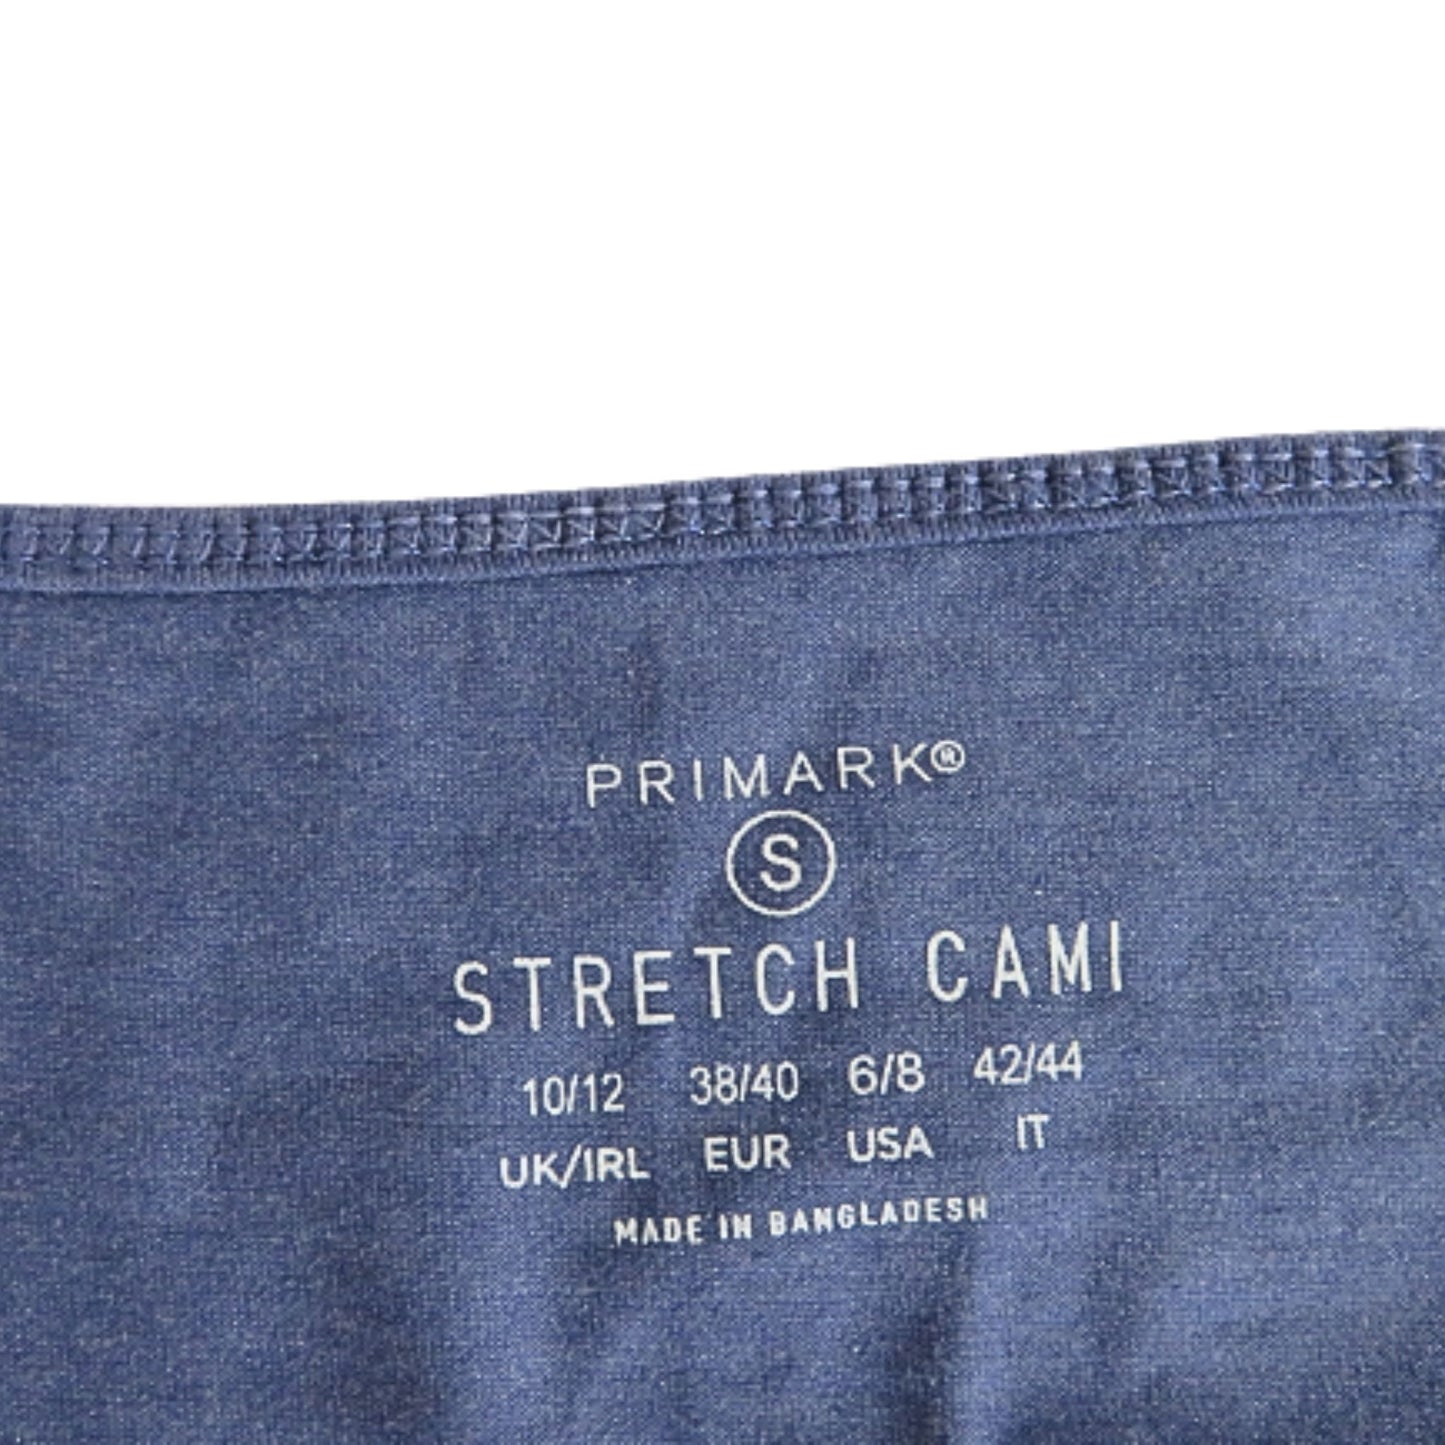 PRIMARK®
S
STRETCH CAMI
10/12 38/40 6/8 42/44
UK/IRL EUR USA IT
MADE IN BANGLADESH